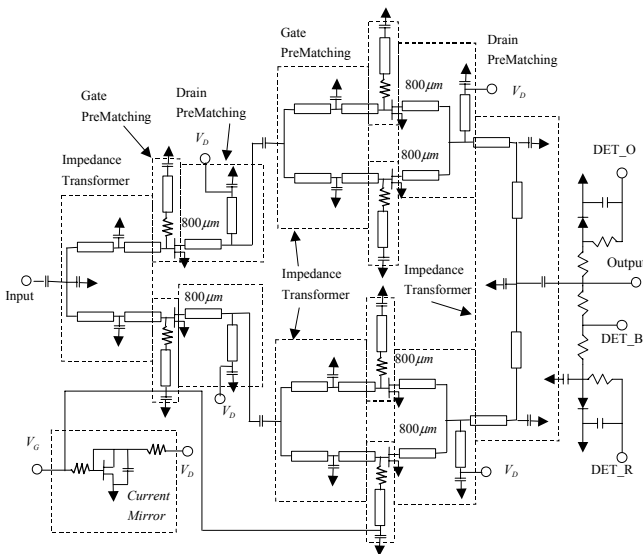 Gate
PreMatching
Drain
PreMatching
800μm
V_D
Gate
PreMatching
Drain
PreMatching
V_D
Impedance
Transformer
800μm
800μm
DET_O
Input
800μm
Impedance
Transformer
Impedance
Transformer
Output
DET_B
800μm
V_D
800μm
V_G
V_D
Current
Mirror
V_D
DET_R